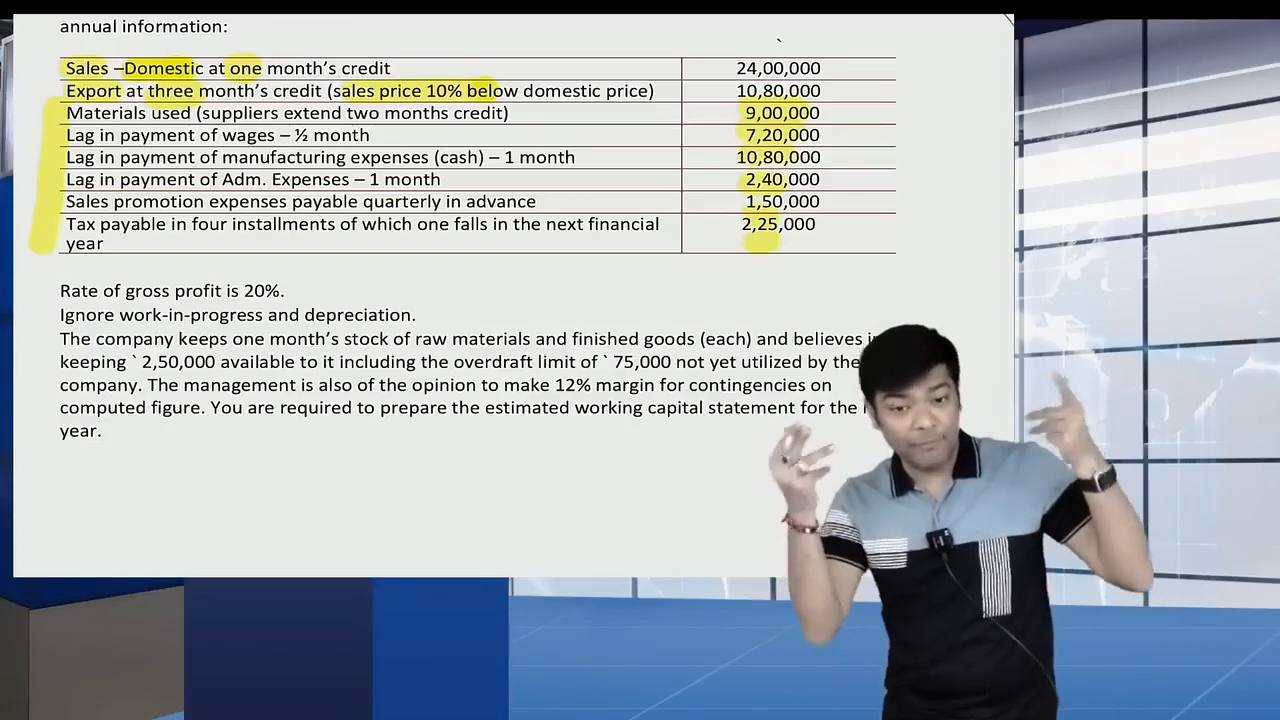 annual information:
`
Sales –Domestic at one month's credit 24,00,000
Export at three month's credit (sales price 10% below domestic price) 10,80,000
Materials used (suppliers extend two months credit) 9,00,000
Lag in payment of wages – ½ month 7,20,000
Lag in payment of manufacturing expenses (cash) – 1 month 10,80,000
Lag in payment of Adm. Expenses – 1 month 2,40,000
Sales promotion expenses payable quarterly in advance 1,50,000
Tax payable in four installments of which one falls in the next financial 2,25,000
year
Rate of gross profit is 20%.
Ignore work-in-progress and depreciation.
The company keeps one month's stock of raw materials and finished goods (each) and believes
keeping ` 2,50,000 available to it including the overdraft limit of ` 75,000 not yet utilized by the
company. The management is also of the opinion to make 12% margin for contingencies on
computed figure. You are required to prepare the estimated working capital statement for the
year.